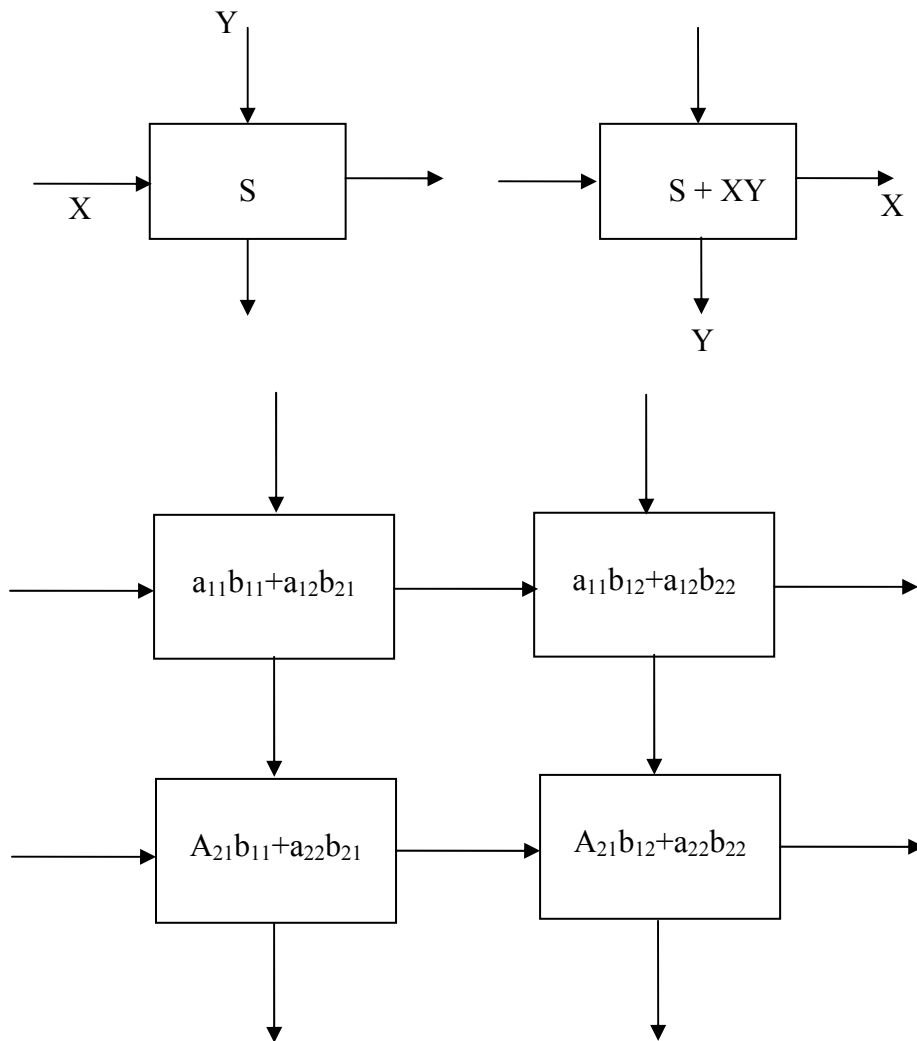 Y
X
S
S + XY
X
Y
a₁₁b₁₁+a₁₂b₂₁
a₁₁b₁₂+a₁₂b₂₂
A₂₁b₁₁+a₂₂b₂₁
A₂₁b₁₂+a₂₂b₂₂